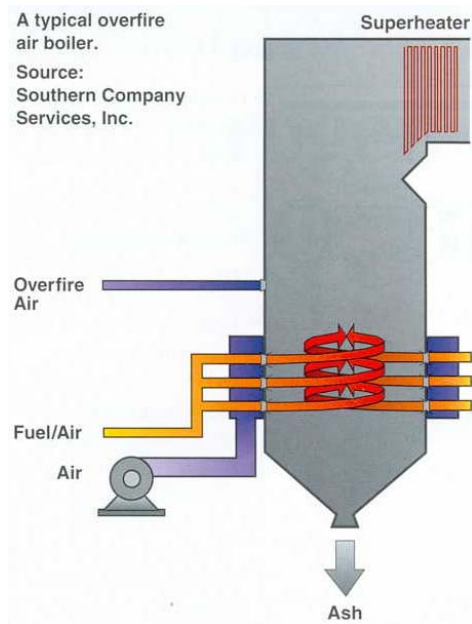 A typical overfire
air boiler.
Source:
Southern Company
Services, Inc.
Superheater
Overfire
Air
Fuel/Air
Air
Ash